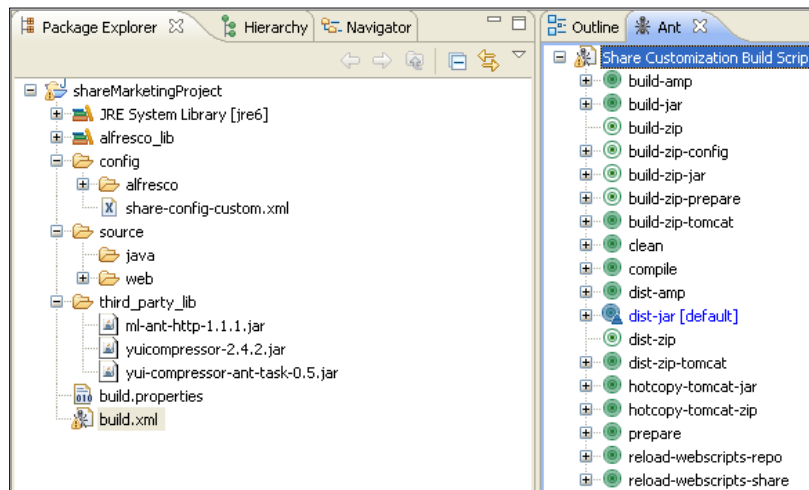 Package Explorer
Hierarchy
Navigator
shareMarketingProject
JRE System Library [jre6]
alfresco_lib
config
alfresco
share-config-custom.xml
source
java
web
third_party_lib
ml-ant-http-1.1.1.jar
yuicompressor-2.4.2.jar
yui-compressor-ant-task-0.5.jar
build.properties
build.xml
Outline
Ant
Share Customization Build Scrip
build-amp
build-jar
build-zip
build-zip-config
build-zip-jar
build-zip-prepare
build-zip-tomcat
clean
compile
dist-amp
dist-jar [default]
dist-zip
dist-zip-tomcat
hotcopy-tomcat-jar
hotcopy-tomcat-zip
prepare
reload-webscripts-repo
reload-webscripts-share